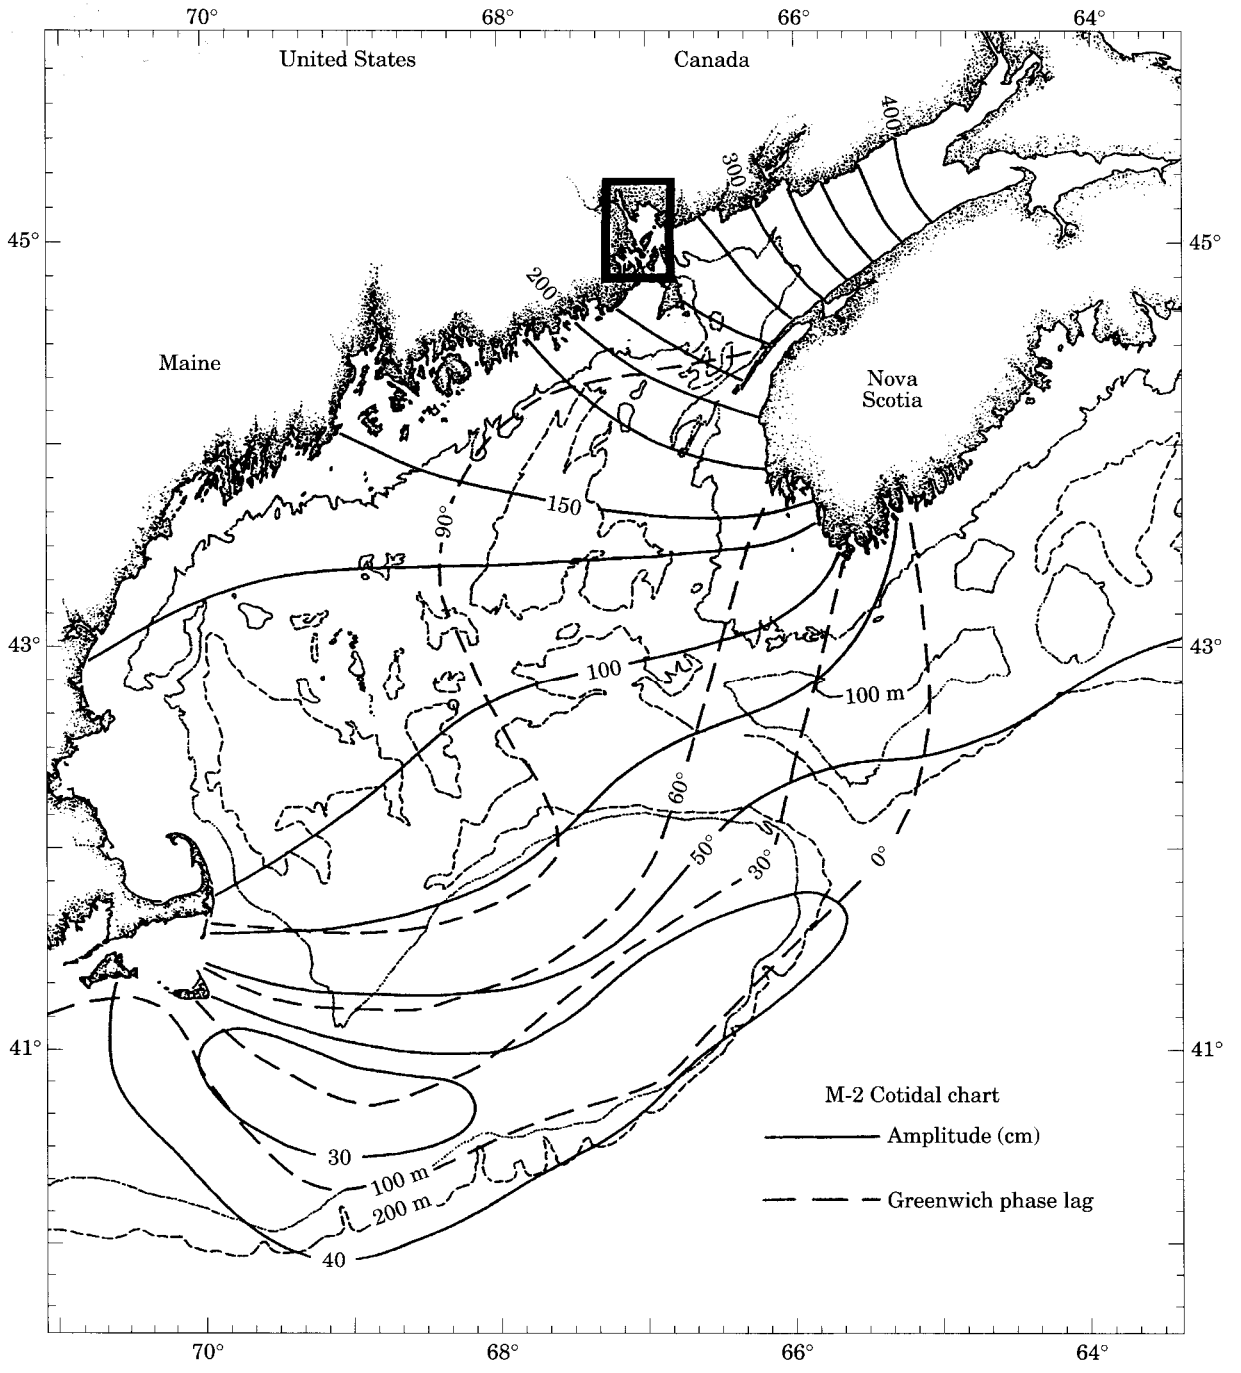 70° 68° 66° 64°
United States Canada
400
300
45° 45°
200
Maine
Nova
Scotia
150
90°
43° 43°
100
100 m
60°
50°
30°
0°
41° 41°
M-2 Cotidal chart
Amplitude (cm)
30
100 m
Greenwich phase lag
200 m
40
70° 68° 66° 64°